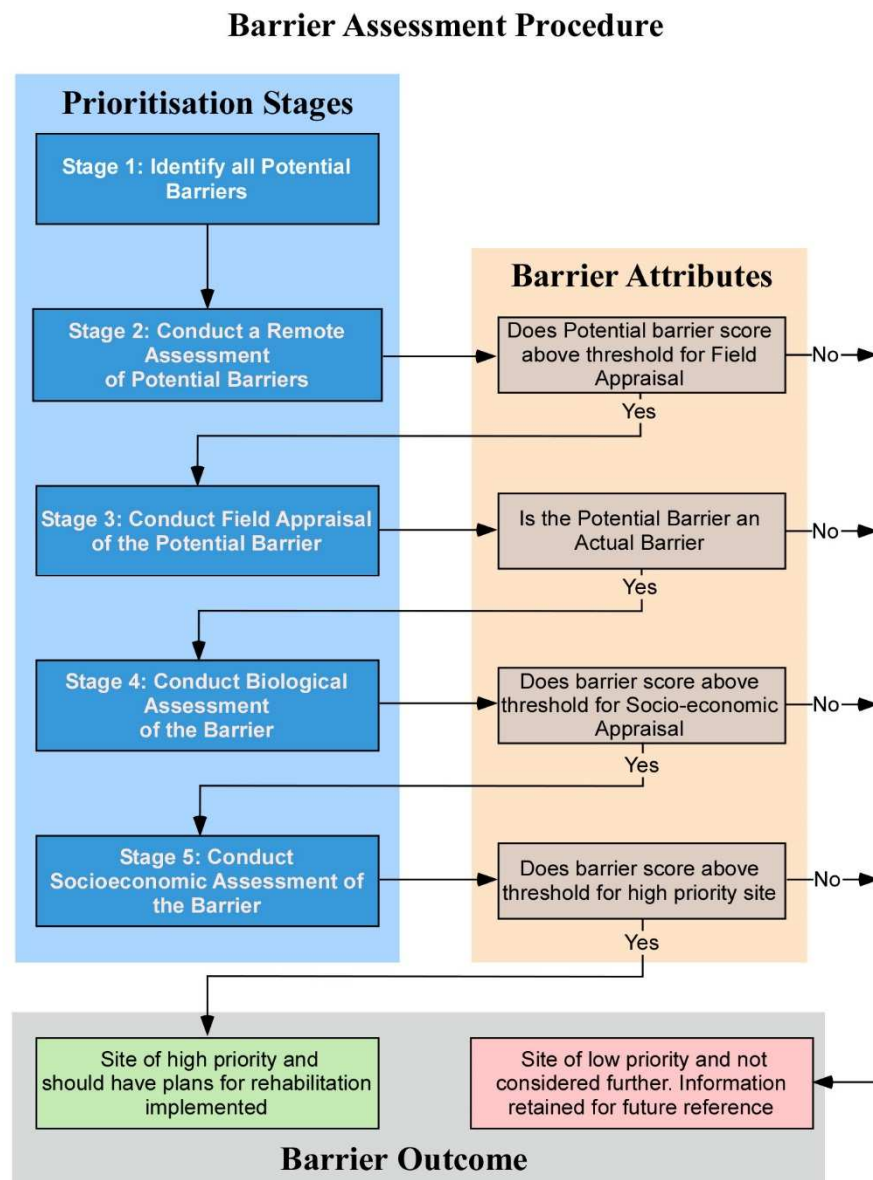 Barrier Assessment Procedure
Prioritisation Stages
Stage 1: Identify all Potential
Barriers
Barrier Attributes
Stage 2: Conduct a Remote
Assessment
of Potential Barriers
Does Potential barrier score
above threshold for Field
Appraisal
No
Yes
Stage 3: Conduct Field Appraisal
of the Potential Barrier
Is the Potential Barrier an
Actual Barrier
No
Yes
Stage 4: Conduct Biological
Assessment
of the Barrier
Does barrier score above
threshold for Socio-economic
Appraisal
No
Yes
Stage 5: Conduct
Socioeconomic Assessment of
the Barrier
Does barrier score above
threshold for high priority site
No
Yes
Site of high priority and
should have plans for rehabilitation
implemented
Site of low priority and not
considered further. Information
retained for future reference
Barrier Outcome